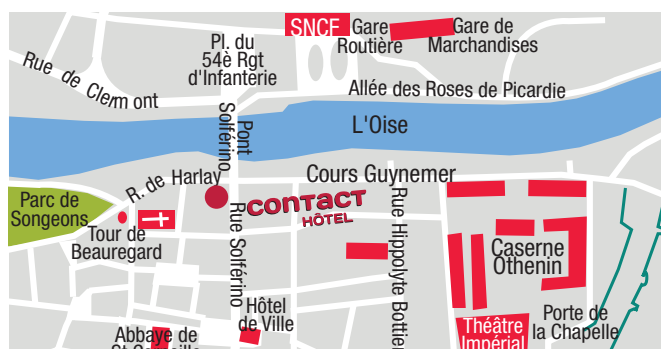 SNCF
Gare
Routière
Gare de
Marchandises
Pl. du
54è Rgt
d'Infanterie
Rue de Clermont
Allée des Roses de Picardie
Pont
Solférino
L'Oise
R. de Harlay
Cours Guynemer
Parc de
Songeons
CONTACT
HÔTEL
Tour de
Beauregard
Rue Solférino
Rue Hippolyte Bottier
Caserne
Othenin
Hôtel
de Ville
Porte de
la Chapelle
Théâtre
Impérial
Abbaye de